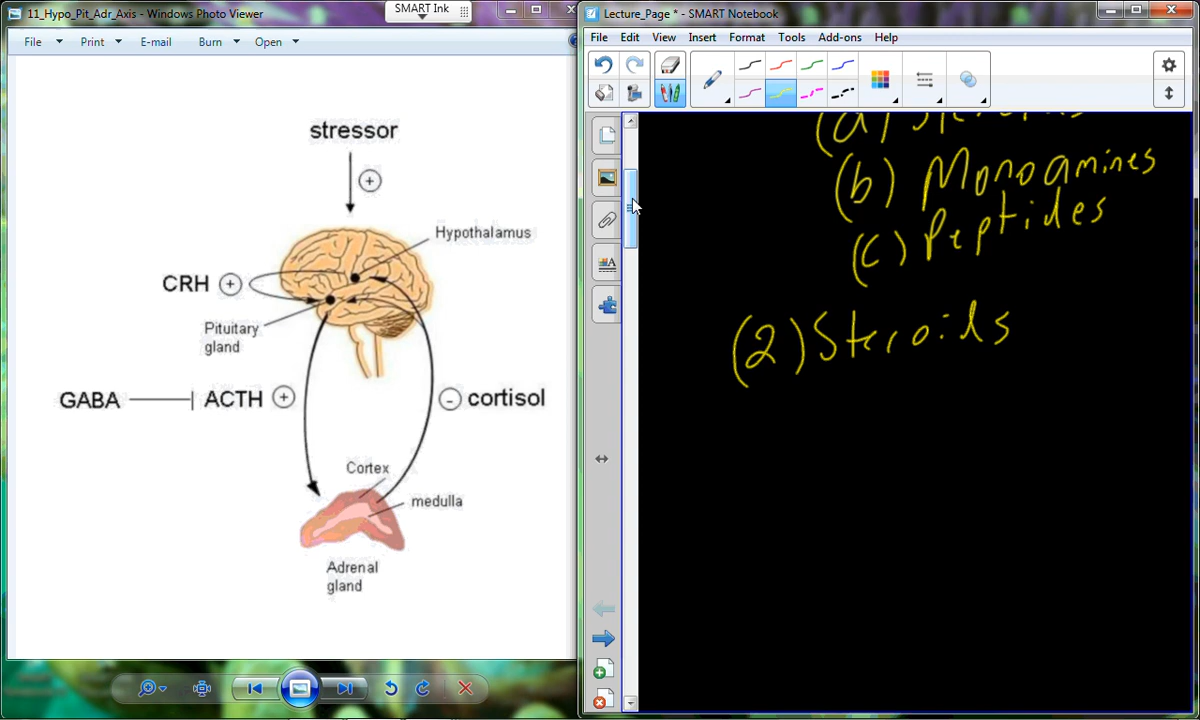 11_Hypo_Pit_Adr_Axis - Windows Photo Viewer
SMART Ink
File Print E-mail Burn Open
stressor
+
Hypothalamus
CRH +
Pituitary
gland
GABA ACTH + - cortisol
Cortex
medulla
Adrenal
gland
Lecture_Page * - SMART Notebook
File Edit View Insert Format Tools Add-ons Help
(a) Steroids
(b) Monoamines
(c) Peptides
(2) Steroids